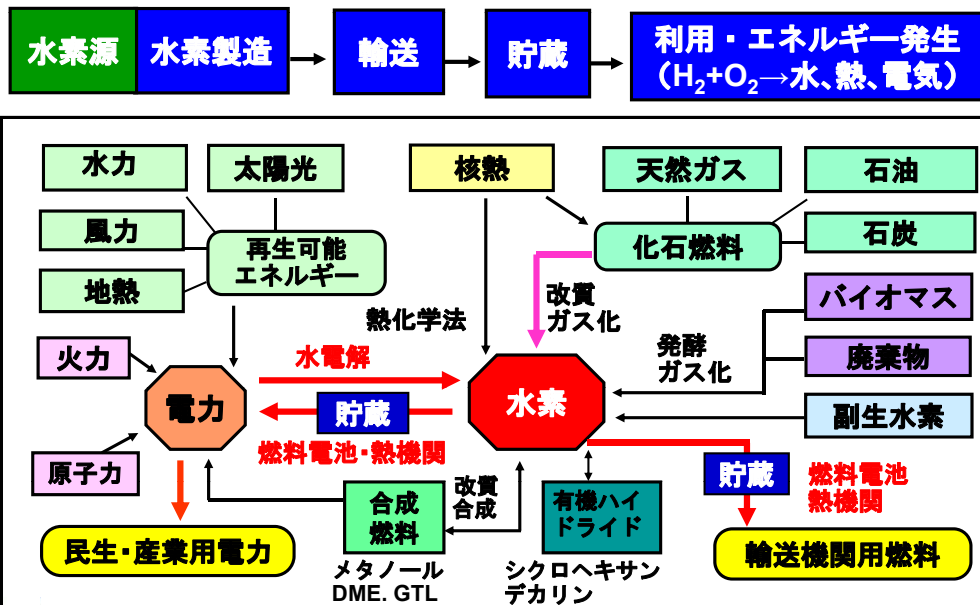 水素源
水素製造
輸送
貯蔵
利用・エネルギー発生
（H₂+O₂→水、熱、電気）
水力
太陽光
核熱
天然ガス
石油
風力
再生可能
エネルギー
化石燃料
石炭
地熱
熱化学法
改質
ガス化
バイオマス
火力
水電解
発酵
ガス化
廃棄物
電力
貯蔵
水素
副生水素
燃料電池・熱機関
原子力
合成
燃料
改質
合成
有機ハイ
ドライド
貯蔵
燃料電池
熱機関
民生・産業用電力
輸送機関用燃料
メタノール
DME. GTL
シクロヘキサン
デカリン